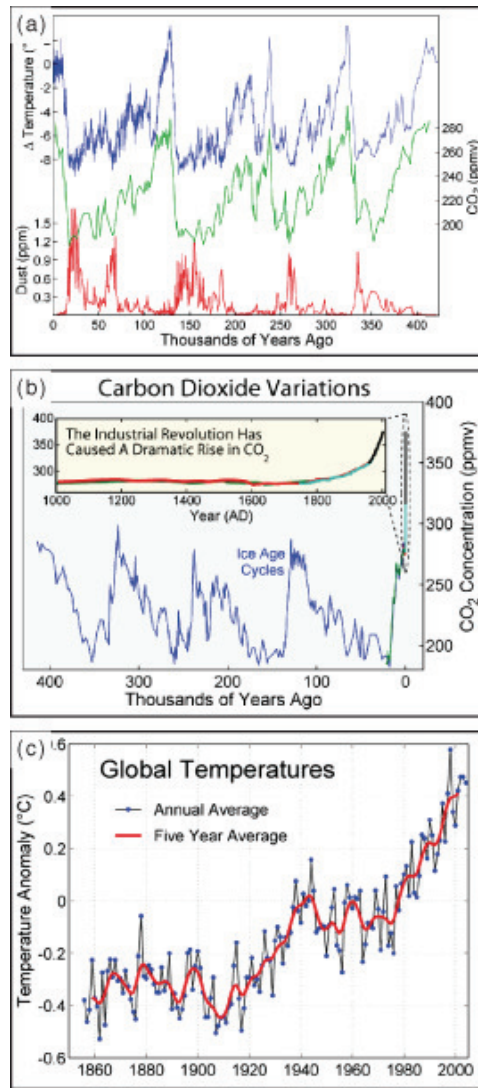 (a)
Δ Temperature (°
0
-2
-4
-6
-8
280
260
240
220
200
CO2 (ppmv)
1.5
1.2
0.9
0.6
0.3
Dust (ppm)
0 50 100 150 200 250 300 350 400
Thousands of Years Ago
(b)
Carbon Dioxide Variations
400
350
300
The Industrial Revolution Has
Caused A Dramatic Rise in CO2
1000 1200 1400 1600 1800 2000
Year (AD)
Ice Age
Cycles
400
350
300
250
200
CO2 Concentration (ppmv)
400 300 200 100 0
Thousands of Years Ago
(c)
Global Temperatures
Annual Average
Five Year Average
.6
0.4
0.2
0
-0.2
-0.4
-0.6
Temperature Anomaly (°C)
1860 1880 1900 1920 1940 1960 1980 2000